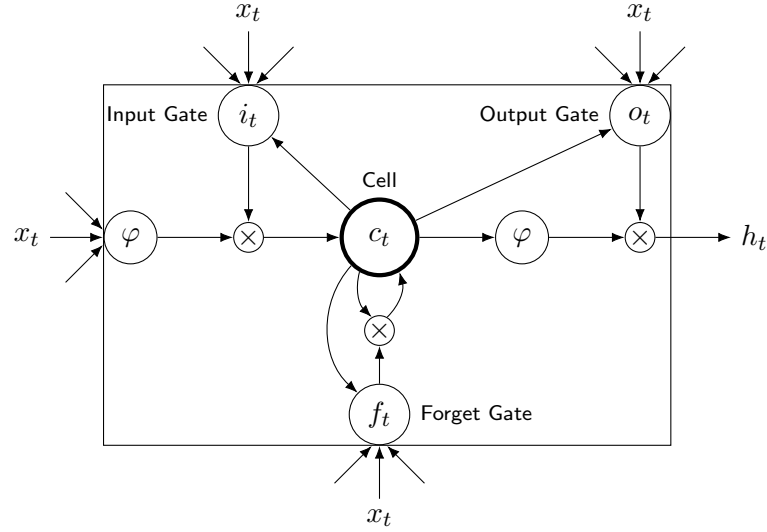 x_t x_t
Input Gate i_t Output Gate o_t
Cell
x_t φ × c_t φ × h_t
×
f_t Forget Gate
x_t